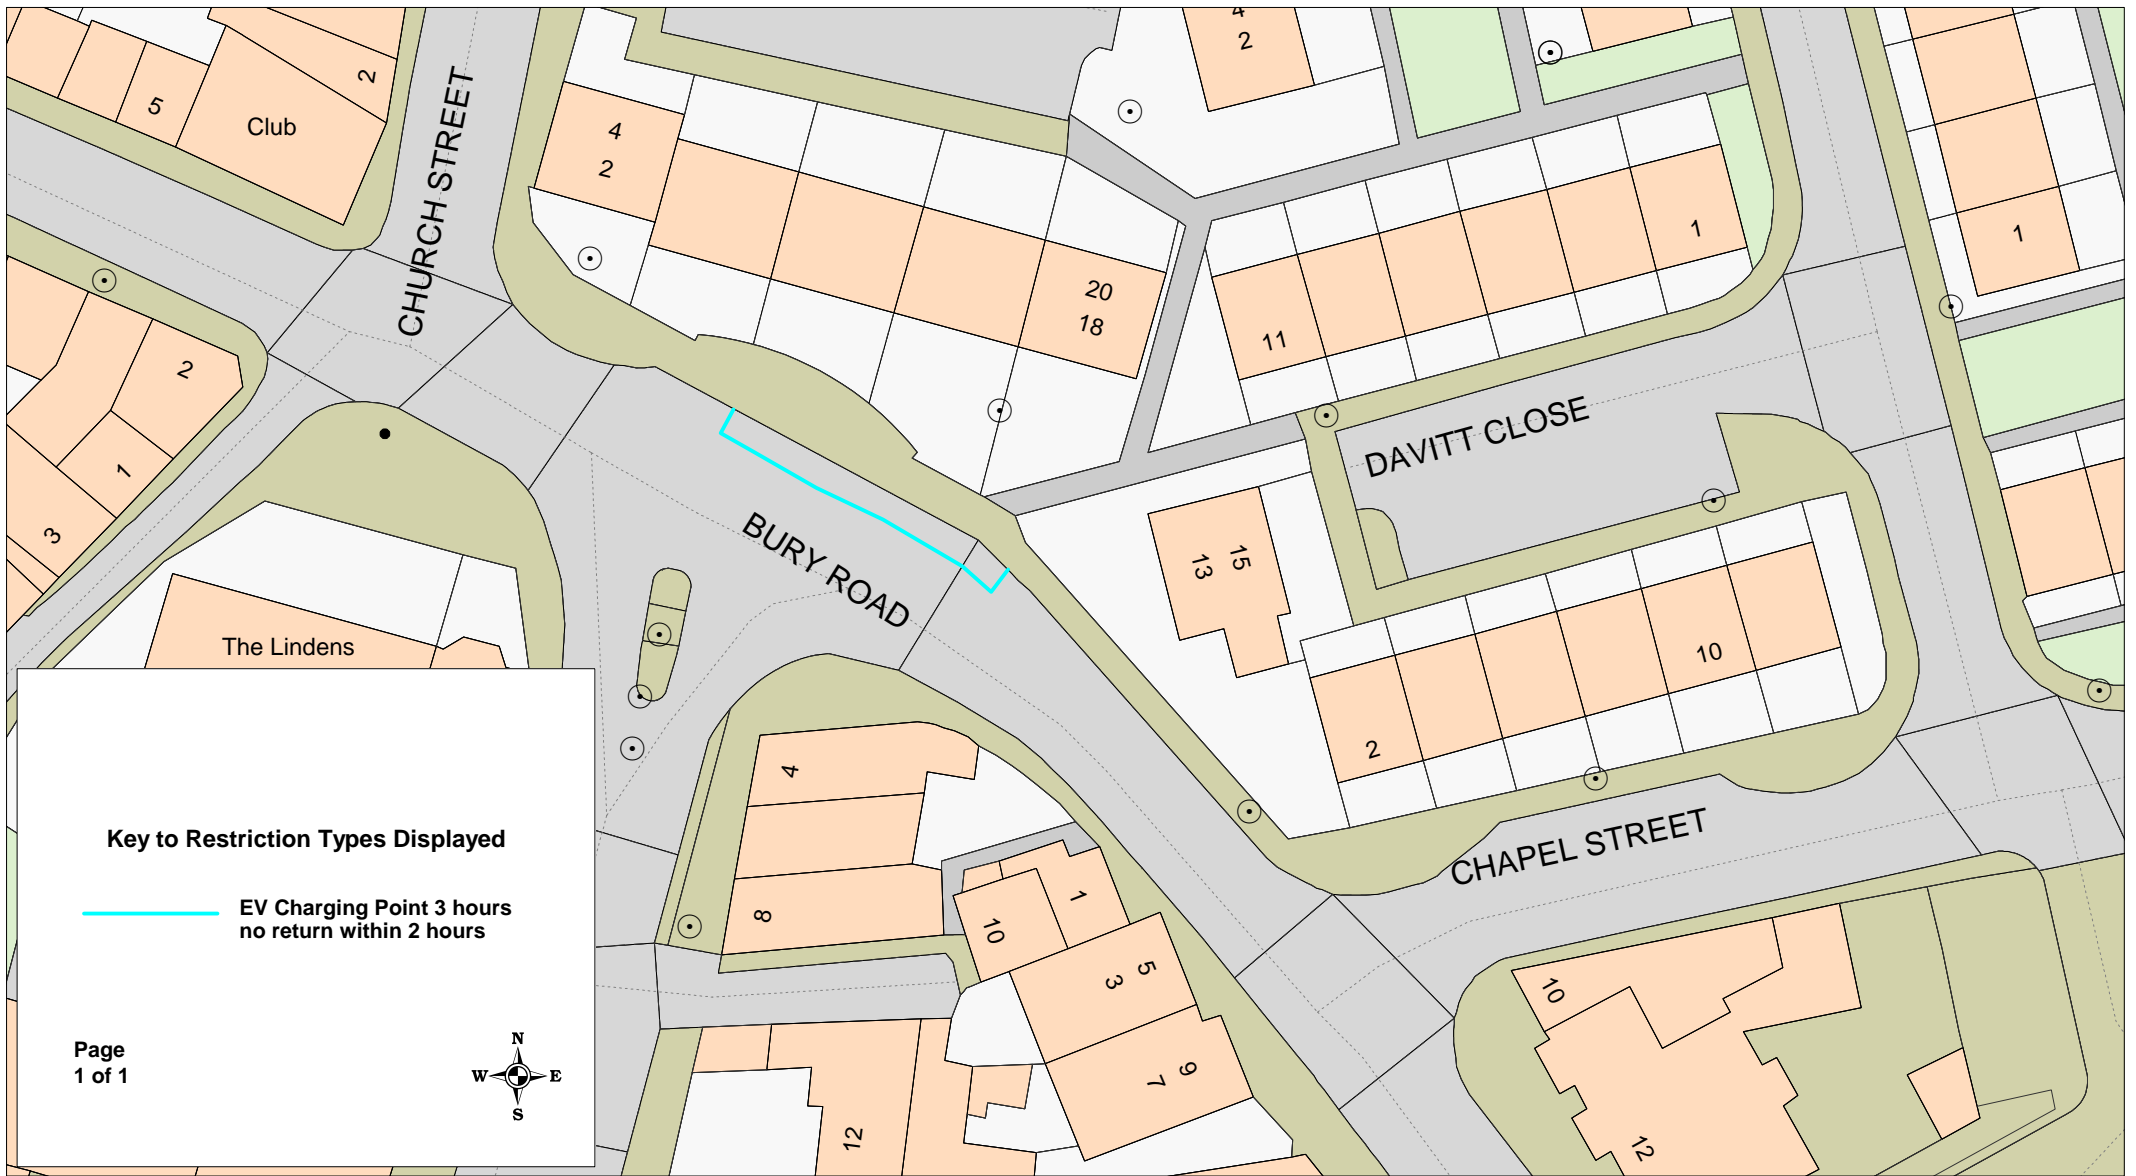 4
2
2
5
Club
CHURCH STREET
4
2
20
18
11
1
1
2
1
3
DAVITT CLOSE
BURY ROAD
13
15
The Lindens
10
2
4
8
CHAPEL STREET
1
10
5
3
9
7
12
10
12
Key to Restriction Types Displayed
EV Charging Point 3 hours
no return within 2 hours
Page
1 of 1
N
W E
S